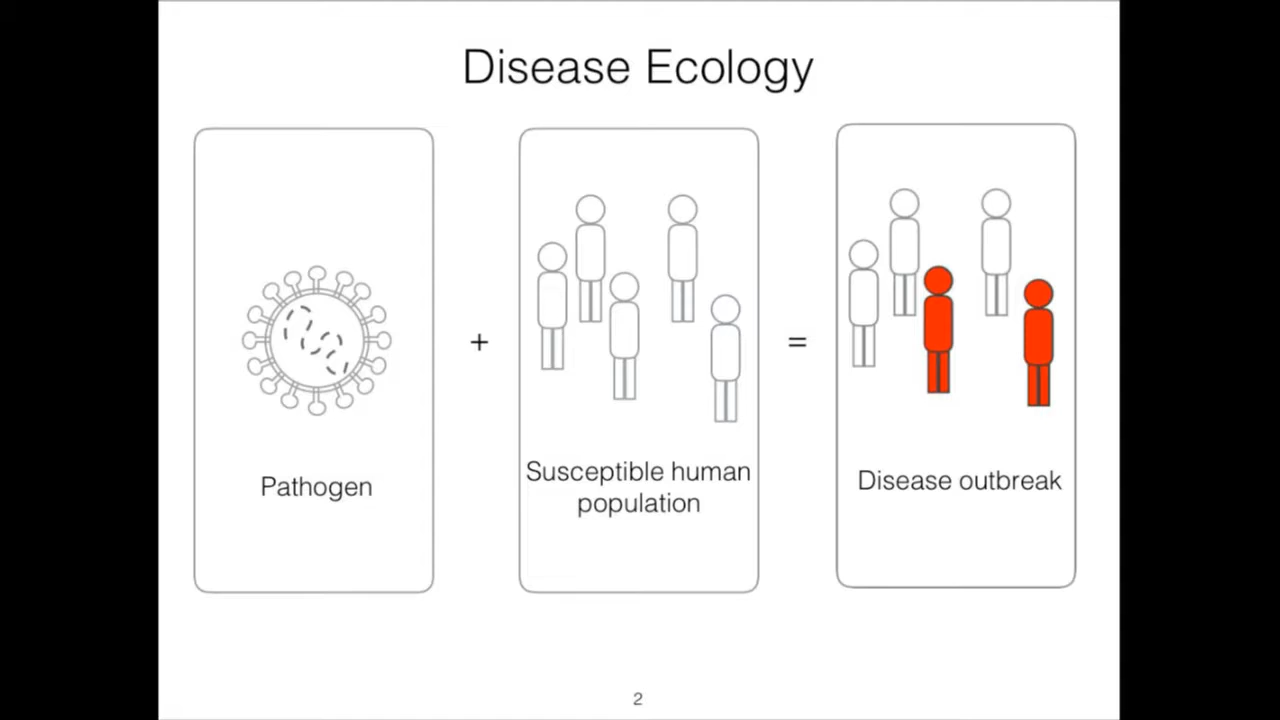 Disease Ecology
Pathogen
+
Susceptible human
population
=
Disease outbreak
2